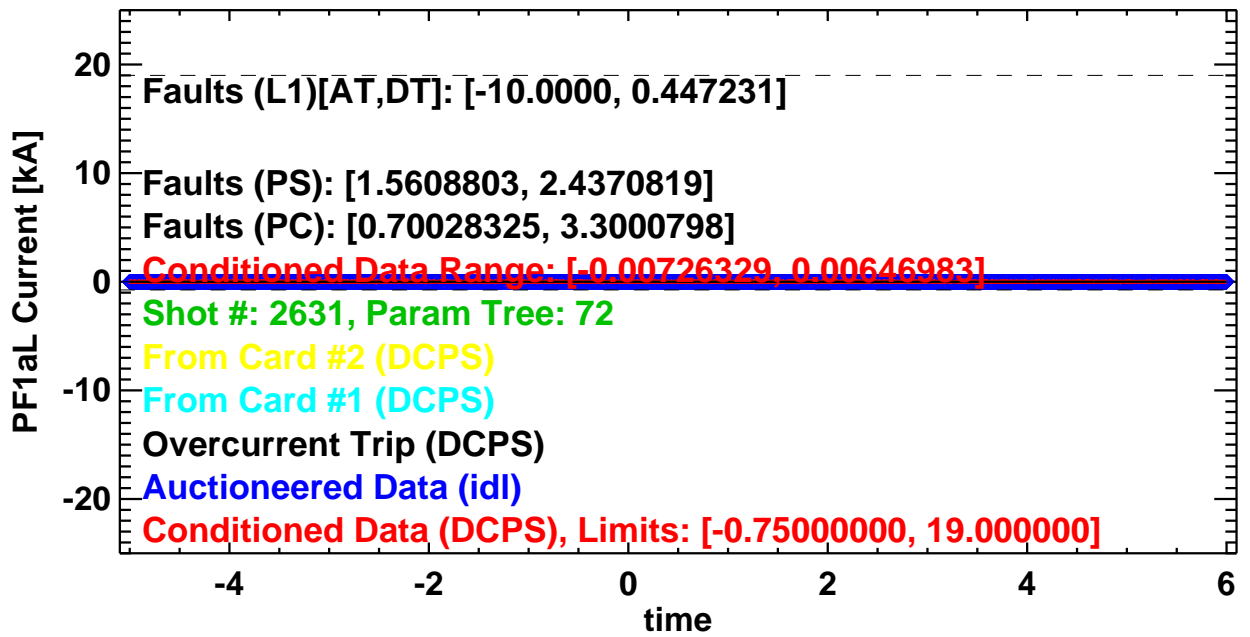 20
Faults (L1)[AT,DT]: [-10.0000, 0.447231]
10
Faults (PS): [1.5608803, 2.4370819]
Faults (PC): [0.70028325, 3.3000798]
PF1aL Current [kA]
0
Conditioned Data Range: [-0.00726329, 0.00646983]
Shot #: 2631, Param Tree: 72
From Card #2 (DCPS)
-10
From Card #1 (DCPS)
Overcurrent Trip (DCPS)
-20
Auctioneered Data (idl)
Conditioned Data (DCPS), Limits: [-0.75000000, 19.000000]
-4 -2 0 2 4 6
time